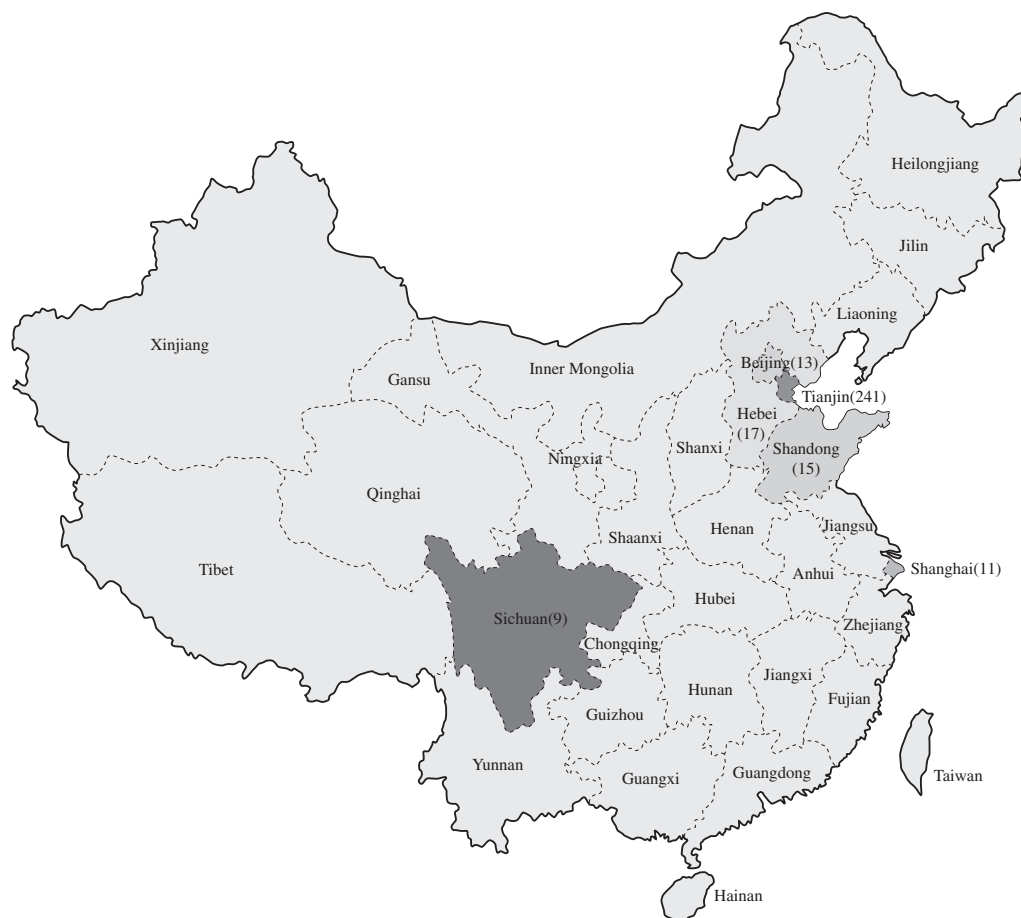 Heilongjiang
Jilin
Liaoning
Xinjiang
Beijing(13)
Inner Mongolia
Gansu
Tianjin(241)
Hebei
(17)
Shanxi
Shandong
(15)
Ningxia
Qinghai
Jiangsu
Henan
Shaanxi
Tibet
Shanghai(11)
Anhui
Hubei
Sichuan(9)
Zhejiang
Chongqing
Jiangxi
Hunan
Fujian
Guizhou
Yunnan
Guangdong
Taiwan
Guangxi
Hainan